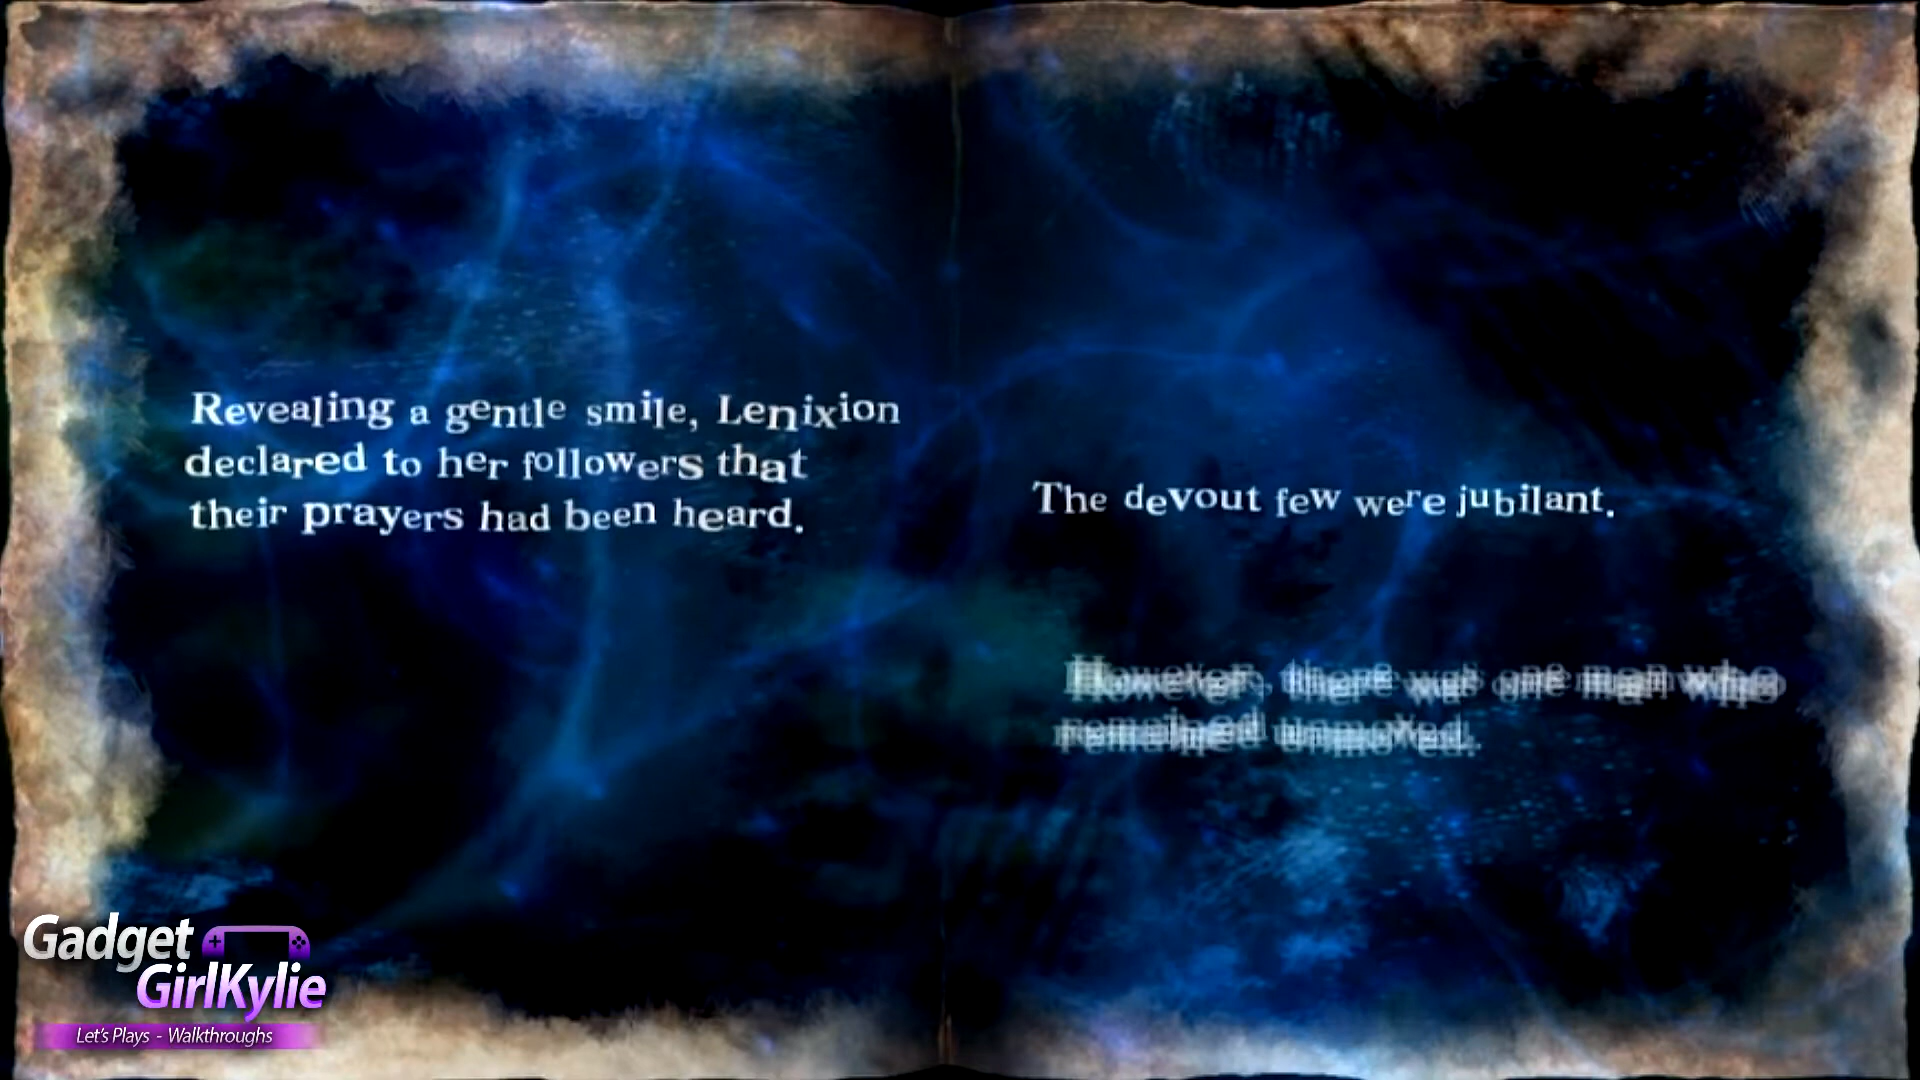 Revealing a gentle smile, Lenixion
declared to her followers that
their prayers had been heard.
The devout few were jubilant.
However, there was one man who
remained unmoved.
Gadget
GirlKylie
Let's Plays - Walkthroughs